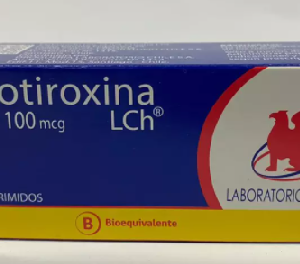 otiroxina
100 mcg LCh®
LABORATORIO
RIMIDOS
B Bioequivalente